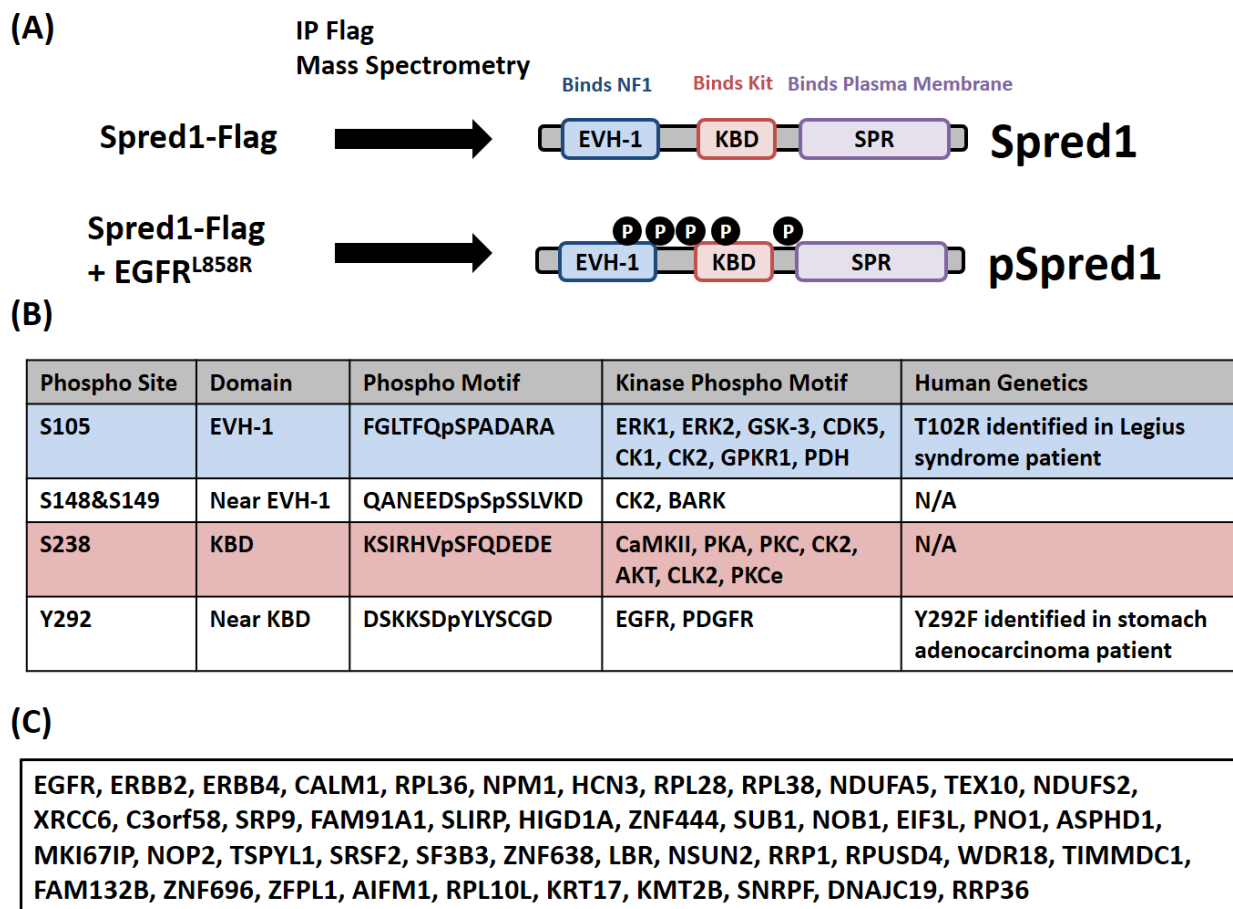 (A)
IP Flag
Mass Spectrometry
Binds NF1 Binds Kit Binds Plasma Membrane
Spred1-Flag EVH-1 KBD SPR Spred1
P P P P P
Spred1-Flag
+ EGFR^L858R EVH-1 KBD SPR pSpred1
(B)
Phospho Site Domain Phospho Motif Kinase Phospho Motif Human Genetics
S105 EVH-1 FGLTFQpSPADARA ERK1, ERK2, GSK-3, CDK5, T102R identified in Legius
CK1, CK2, GPKR1, PDH syndrome patient
S148&S149 Near EVH-1 QANEEDSpSpSSLVKD CK2, BARK N/A
S238 KBD KSIRHVpSFQDEDE CaMKII, PKA, PKC, CK2, N/A
AKT, CLK2, PKCe
Y292 Near KBD DSKKSDpYLYSCGD EGFR, PDGFR Y292F identified in stomach
adenocarcinoma patient
(C)
EGFR, ERBB2, ERBB4, CALM1, RPL36, NPM1, HCN3, RPL28, RPL38, NDUFA5, TEX10, NDUFS2,
XRCC6, C3orf58, SRP9, FAM91A1, SLIRP, HIGD1A, ZNF444, SUB1, NOB1, EIF3L, PNO1, ASPHD1,
MKI67IP, NOP2, TSPYL1, SRSF2, SF3B3, ZNF638, LBR, NSUN2, RRP1, RPUSD4, WDR18, TIMMDC1,
FAM132B, ZNF696, ZFPL1, AIFM1, RPL10L, KRT17, KMT2B, SNRPF, DNAJC19, RRP36